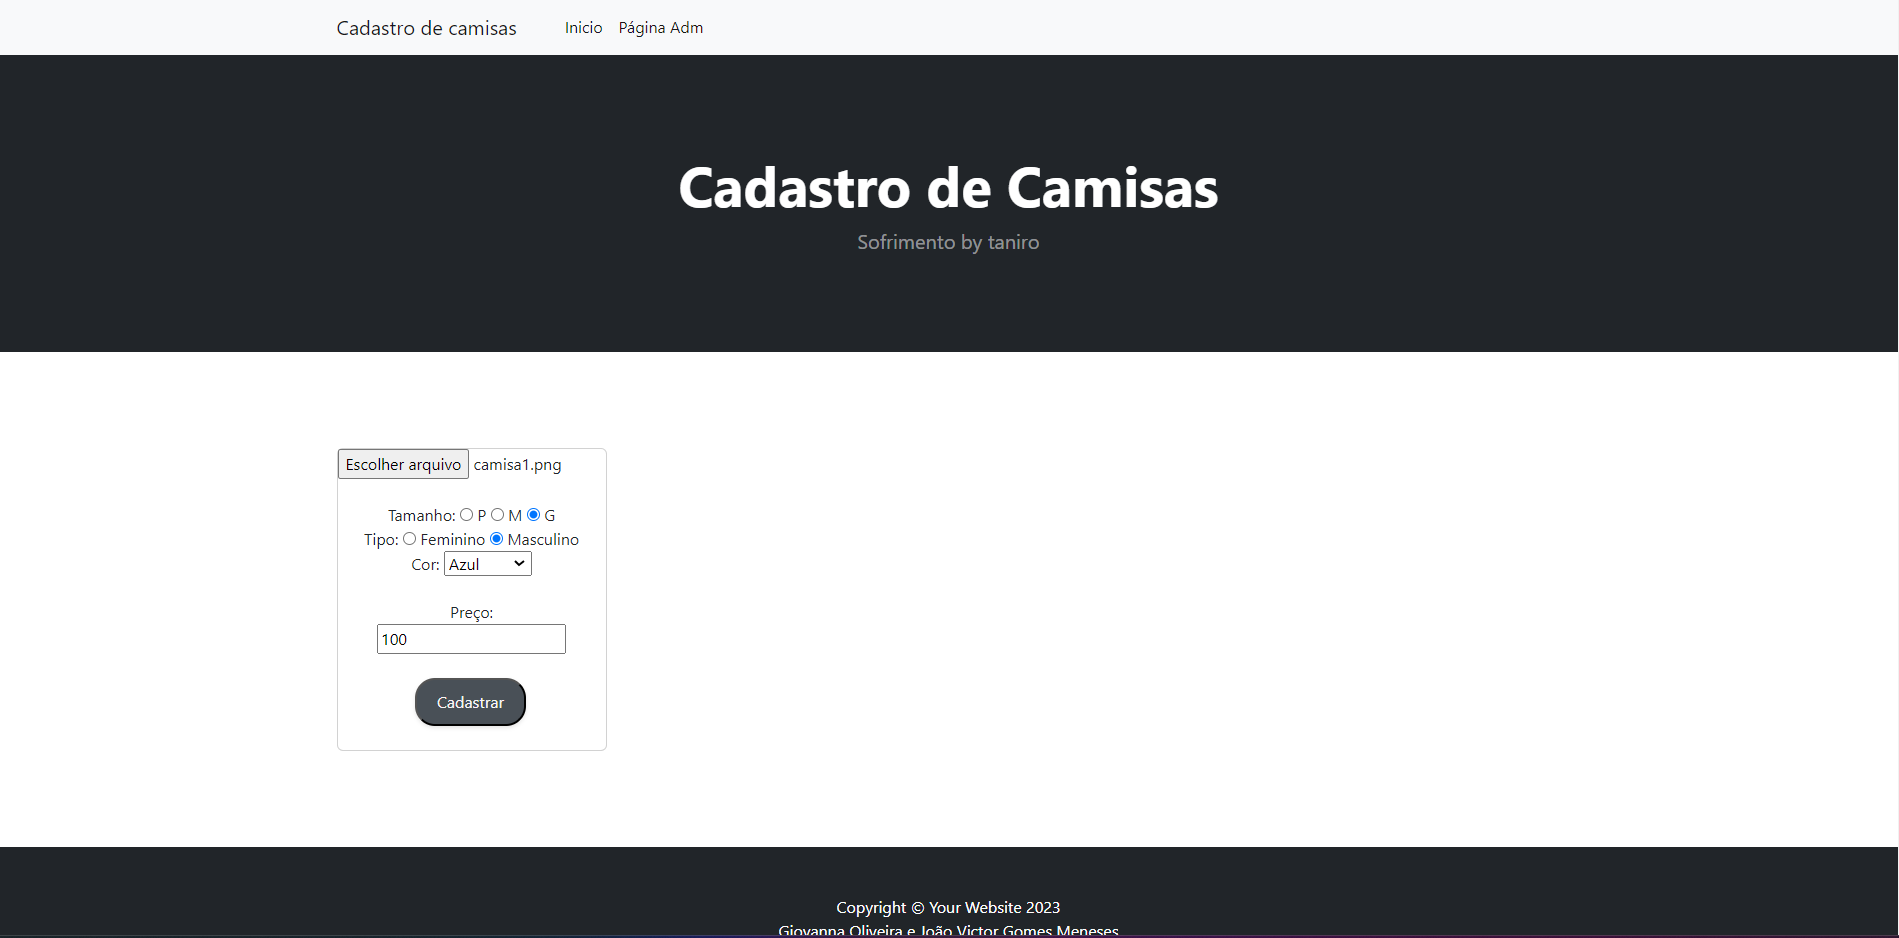 Cadastro de camisas Inicio Página Adm
Cadastro de Camisas
Sofrimento by taniro
Escolher arquivo camisa1.png
Tamanho: P M G
Tipo: Feminino Masculino
Cor: Azul
Preço:
100
Cadastrar
Copyright © Your Website 2023
Giovanna Oliveira e João Victor Gomes Meneses